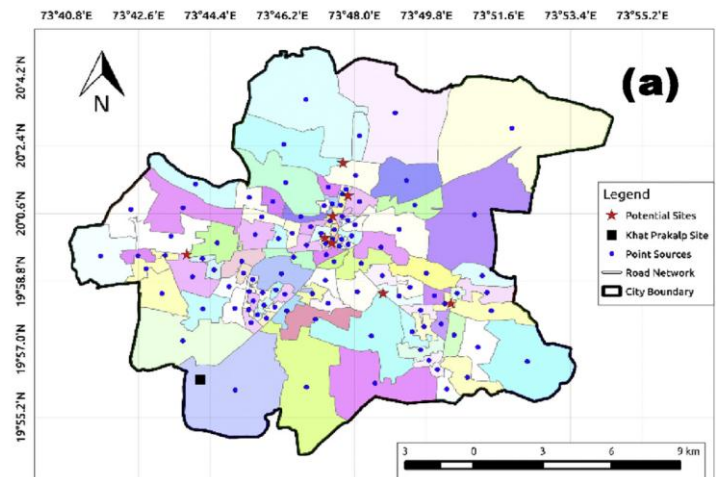 73°40.8'E 73°42.6'E 73°44.4'E 73°46.2'E 73°48.0'E 73°49.8'E 73°51.6'E 73°53.4'E 73°55.2'E
20°4.2'N
20°2.4'N
20°0.6'N
19°58.8'N
19°57.0'N
19°55.2'N
N
(a)
Legend
Potential Sites
Khat Prakalp Site
Point Sources
Road Network
City Boundary
3 0 3 6 9 km